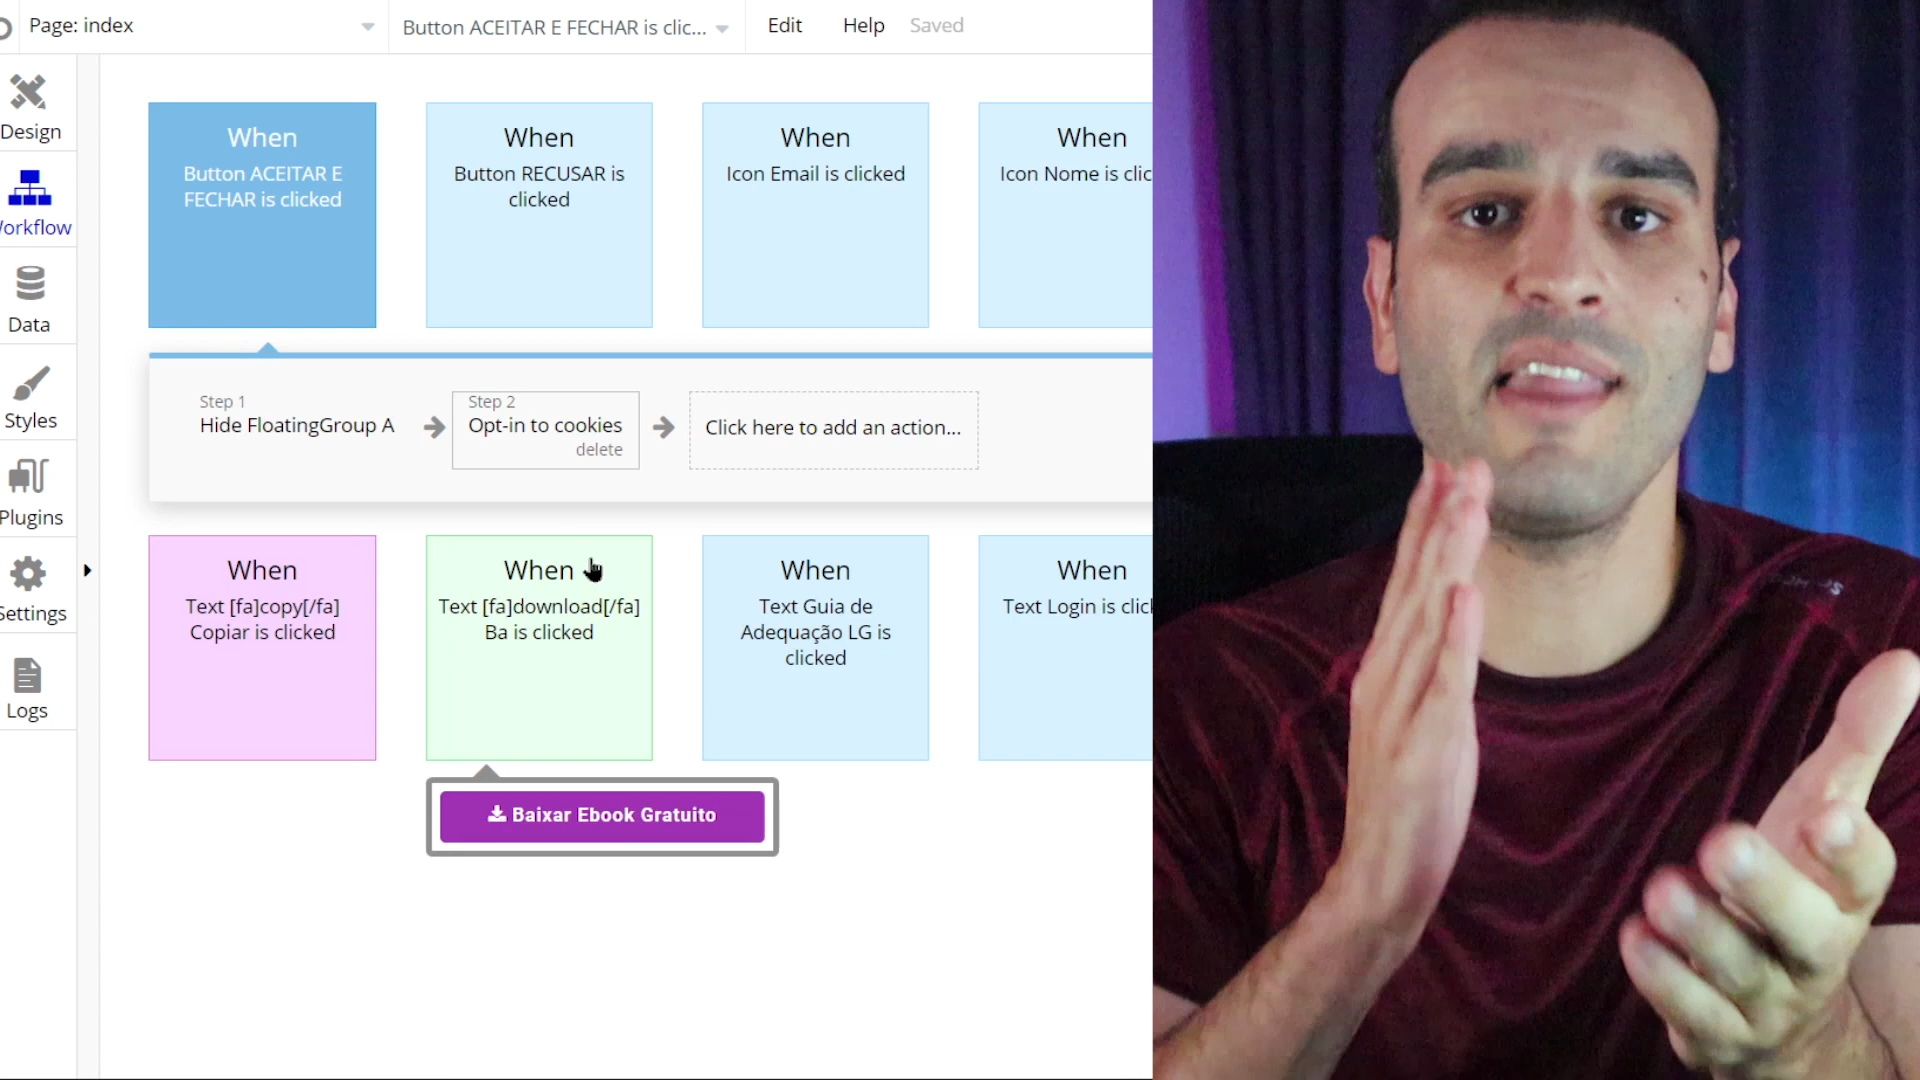 Page: index
Button ACEITAR E FECHAR is clic...
Edit
Help
Saved
Design
Workflow
Data
Styles
Plugins
Settings
Logs
When
Button ACEITAR E
FECHAR is clicked
When
Button RECUSAR is
clicked
When
Icon Email is clicked
When
Icon Nome is clic
Step 1
Hide FloatingGroup A
Step 2
Opt-in to cookies
delete
Click here to add an action...
When
Text [fa]copy[/fa]
Copiar is clicked
When
Text [fa]download[/fa]
Ba is clicked
When
Text Guia de
Adequação LG is
clicked
When
Text Login is clic
Baixar Ebook Gratuito